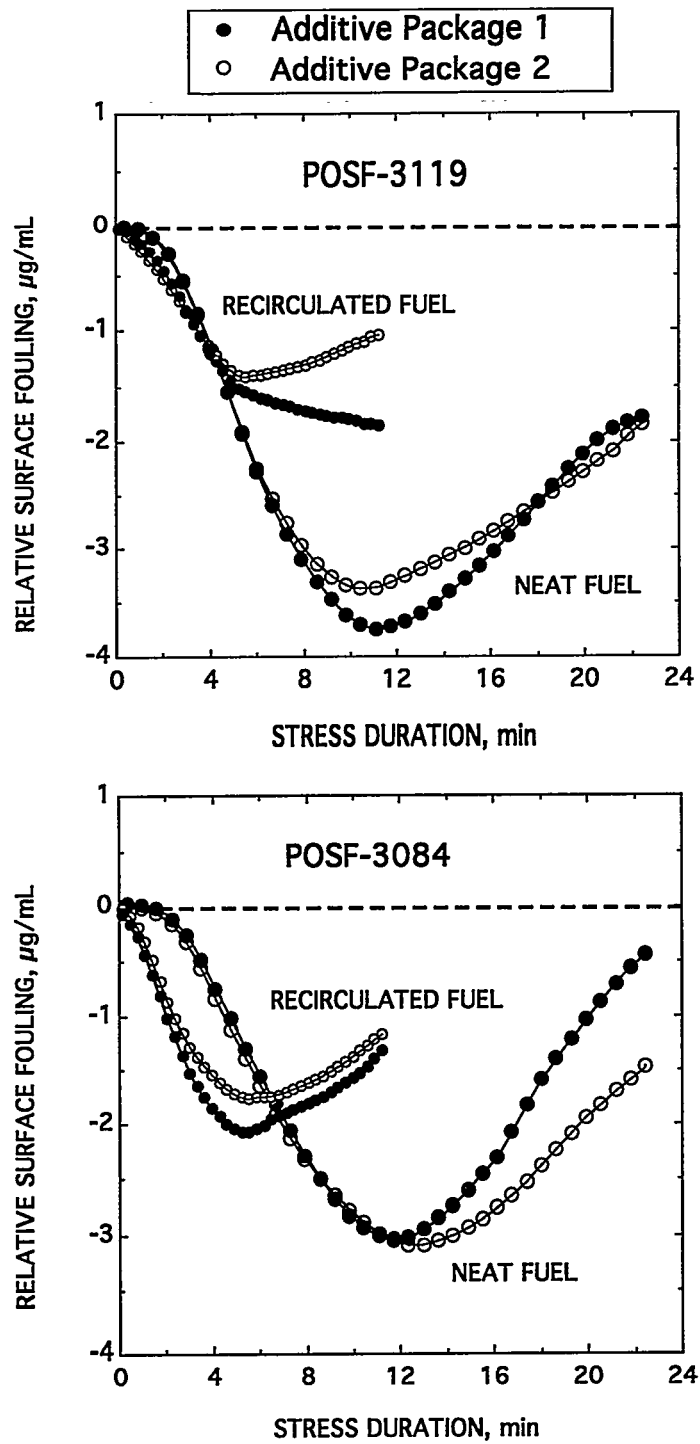 Additive Package 1
Additive Package 2
1
POSF-3119
0
RECIRCULATED FUEL
-1
-2
-3
NEAT FUEL
-4
0 4 8 12 16 20 24
RELATIVE SURFACE FOULING, µg/mL
STRESS DURATION, min
1
POSF-3084
0
RECIRCULATED FUEL
-1
-2
-3
NEAT FUEL
-4
0 4 8 12 16 20 24
RELATIVE SURFACE FOULING, µg/mL
STRESS DURATION, min